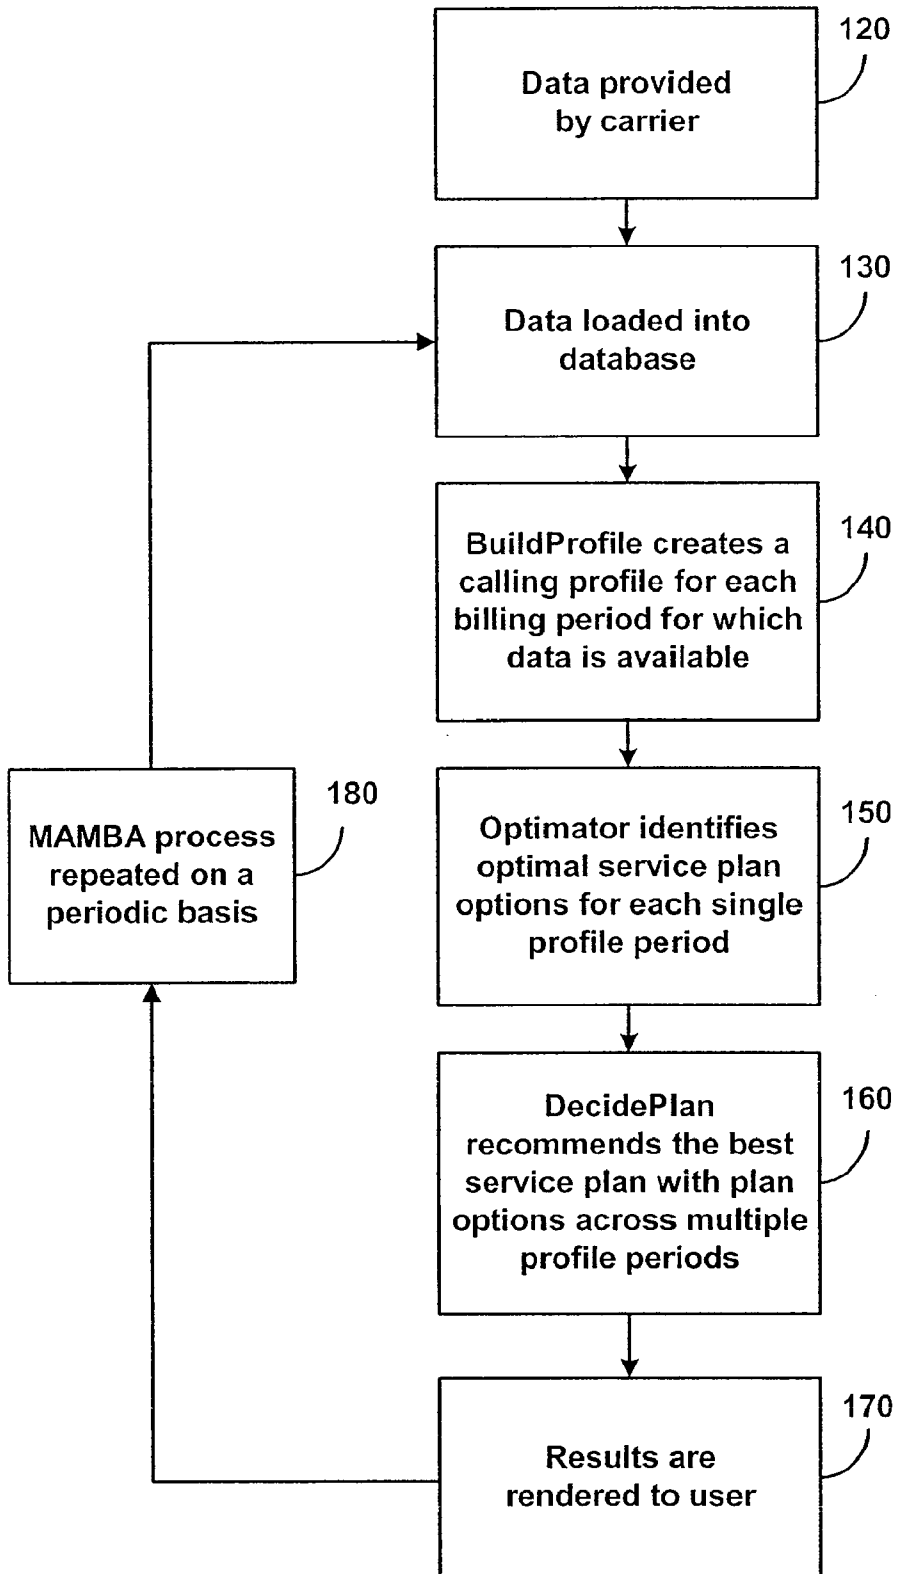 120
Data provided
by carrier
130
Data loaded into
database
140
BuildProfile creates a
calling profile for each
billing period for which
data is available
180
MAMBA process
repeated on a
periodic basis
150
Optimator identifies
optimal service plan
options for each single
profile period
160
DecidePlan
recommends the best
service plan with plan
options across multiple
profile periods
170
Results are
rendered to user